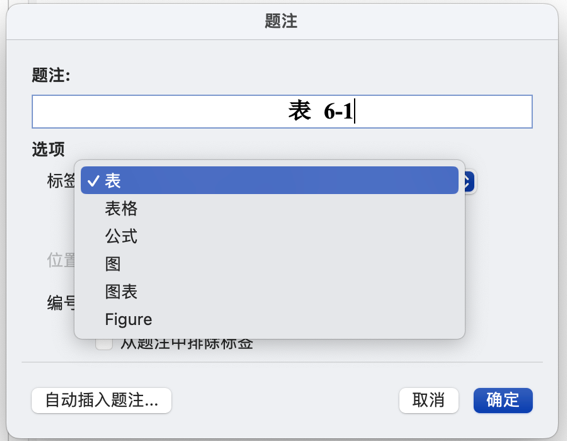 题注
题注:
表 6-1
选项
标签
表
表格
公式
位置
图
图表
编号
Figure
从题注中排除标签
自动插入题注...
取消
确定